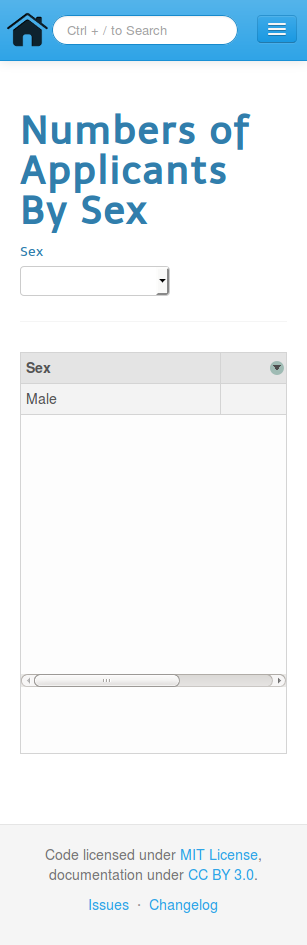 Ctrl + / to Search
Numbers of
Applicants
By Sex
Sex
Sex
Male
Code licensed under MIT License,
documentation under CC BY 3.0.
Issues · Changelog